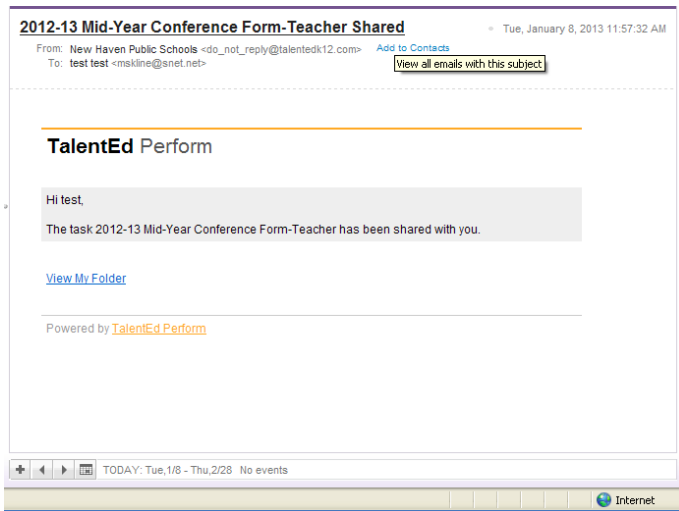 2012-13 Mid-Year Conference Form-Teacher Shared
Tue, January 8, 2013 11:57:32 AM
From: New Haven Public Schools <do_not_reply@talentedk12.com> Add to Contacts
View all emails with this subject
To: test test <mskline@snet.net>
TalentEd Perform
Hi test,
The task 2012-13 Mid-Year Conference Form-Teacher has been shared with you.
View My Folder
Powered by TalentEd Perform
TODAY: Tue,1/8 - Thu,2/28 No events
Internet